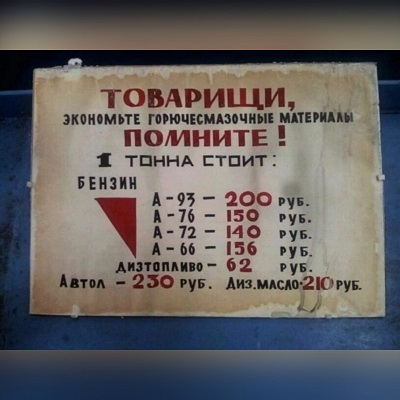 ТОВАРИЩИ,
ЭКОНОМЬТЕ ГОРЮЧЕСМАЗОЧНЫЕ МАТЕРИАЛЫ
ПОМНИТЕ!
1 ТОННА СТОИТ:
БЕНЗИН
А-93 - 200 РУБ.
А-76 - 150 РУБ.
А-72 - 140 РУБ.
А-66 - 156 РУБ.
ДИЗТОПЛИВО - 62 РУБ.
АВТОЛ - 230 РУБ. ДИЗ.МАСЛО-210 РУБ.